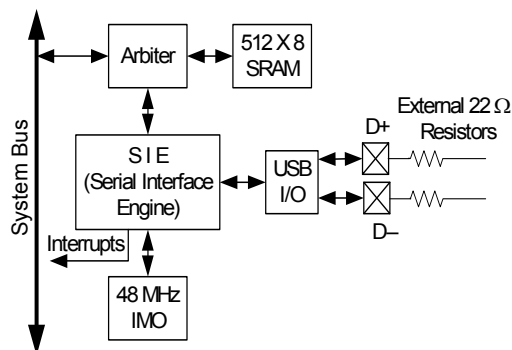 System Bus
Arbiter
512 X 8
SRAM
External 22 Ω
Resistors
D+
S I E
(Serial Interface
Engine)
USB
I/O
D–
Interrupts
48 MHz
IMO